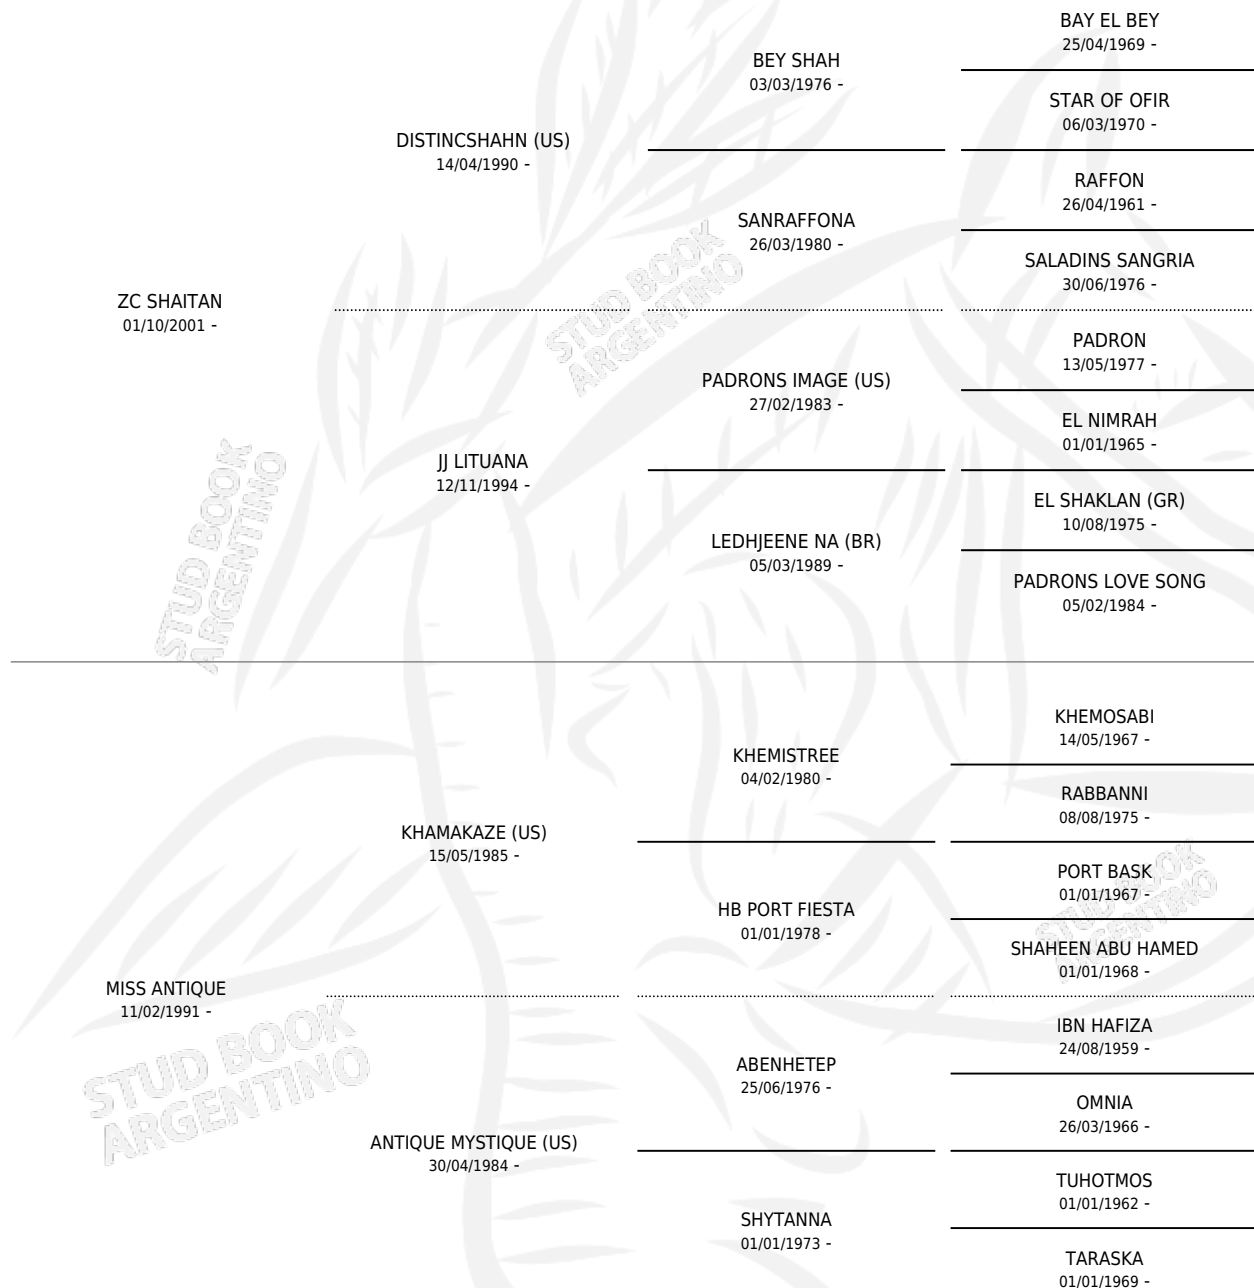 BAY EL BEY
25/04/1969 -
BEY SHAH
03/03/1976 -
STAR OF OFIR
06/03/1970 -
DISTINCSHAHN (US)
14/04/1990 -
RAFFON
26/04/1961 -
SANRAFFONA
26/03/1980 -
SALADINS SANGRIA
30/06/1976 -
ZC SHAITAN
01/10/2001 -
STUD BOOK
ARGENTINO
PADRON
13/05/1977 -
PADRONS IMAGE (US)
27/02/1983 -
EL NIMRAH
01/01/1965 -
JJ LITUANA
12/11/1994 -
EL SHAKLAN (GR)
10/08/1975 -
LEDHJEENE NA (BR)
05/03/1989 -
PADRONS LOVE SONG
05/02/1984 -
STUD BOOK
ARGENTINO
KHEMOSABI
14/05/1967 -
KHEMISTREE
04/02/1980 -
RABBANNI
08/08/1975 -
KHAMAKAZE (US)
15/05/1985 -
PORT BASK
01/01/1967 -
HB PORT FIESTA
01/01/1978 -
STUD BOOK
ARGENTINO
SHAHEEN ABU HAMED
01/01/1968 -
MISS ANTIQUE
11/02/1991 -
IBN HAFIZA
24/08/1959 -
ABENHETEP
25/06/1976 -
OMNIA
26/03/1966 -
STUD BOOK
ARGENTINO
ANTIQUE MYSTIQUE (US)
30/04/1984 -
TUHOTMOS
01/01/1962 -
SHYTANNA
01/01/1973 -
TARASKA
01/01/1969 -